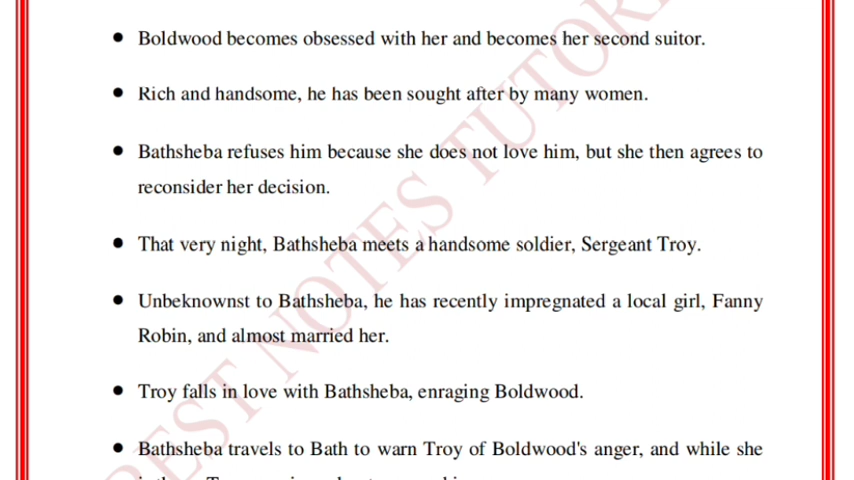 • Boldwood becomes obsessed with her and becomes her second suitor.
• Rich and handsome, he has been sought after by many women.
• Bathsheba refuses him because she does not love him, but she then agrees to
reconsider her decision.
• That very night, Bathsheba meets a handsome soldier, Sergeant Troy.
• Unbeknownst to Bathsheba, he has recently impregnated a local girl, Fanny
Robin, and almost married her.
• Troy falls in love with Bathsheba, enraging Boldwood.
• Bathsheba travels to Bath to warn Troy of Boldwood's anger, and while she
BEST NOTES TUTOR